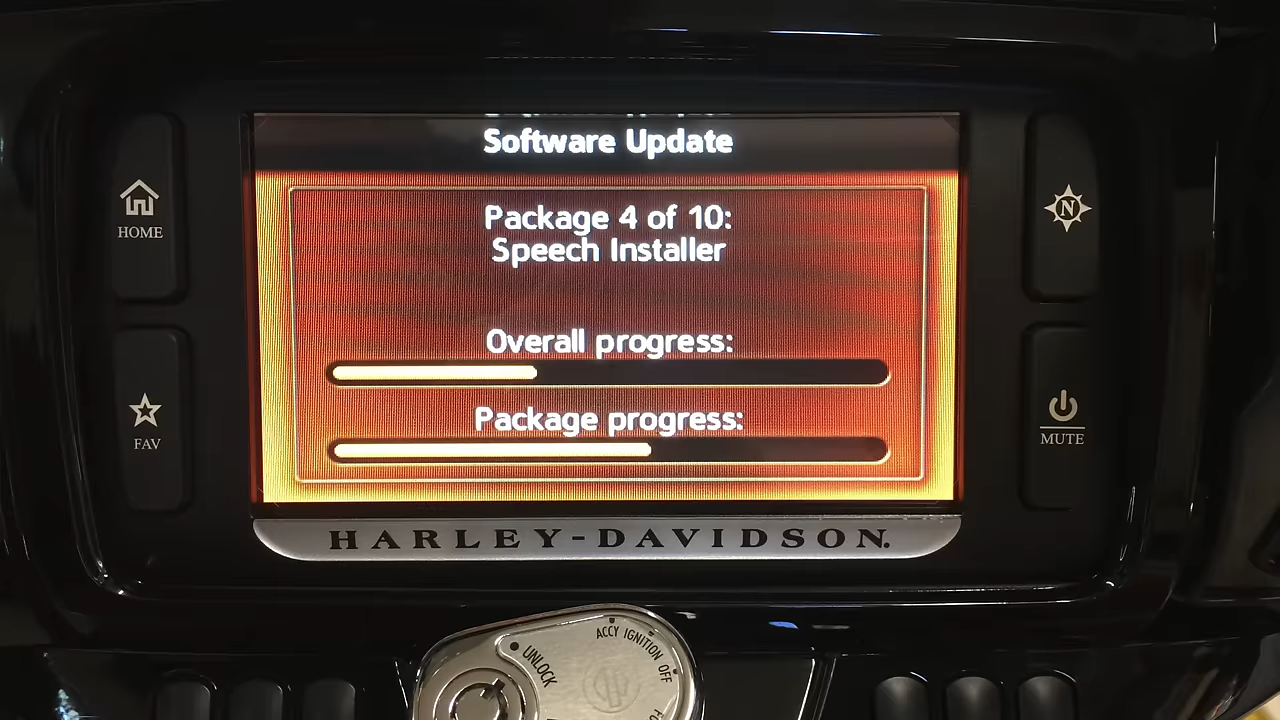 Software Update
Package 4 of 10:
Speech Installer
Overall progress:
Package progress:
HOME
FAV
N
MUTE
HARLEY-DAVIDSON.
ACCY IGNITION OFF
UNLOCK